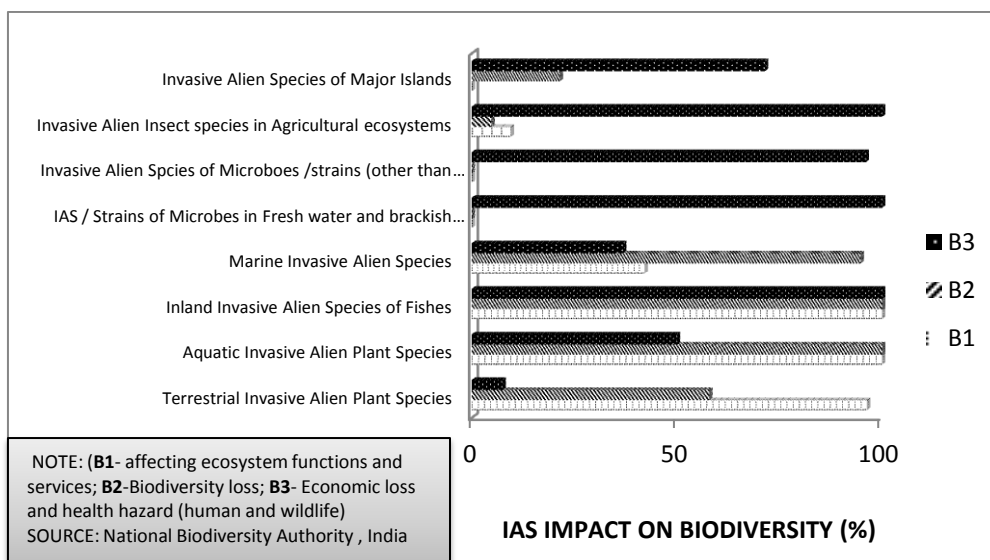 Invasive Alien Species of Major Islands
Invasive Alien Insect species in Agricultural ecosystems
Invasive Alien Spcies of Microboes /strains (other than…
IAS / Strains of Microbes in Fresh water and brackish…
Marine Invasive Alien Species
Inland Invasive Alien Species of Fishes
Aquatic Invasive Alien Plant Species
Terrestrial Invasive Alien Plant Species
B3
B2
B1
0 50 100
IAS IMPACT ON BIODIVERSITY (%)
NOTE: (B1- affecting ecosystem functions and
services; B2-Biodiversity loss; B3- Economic loss
and health hazard (human and wildlife)
SOURCE: National Biodiversity Authority , India